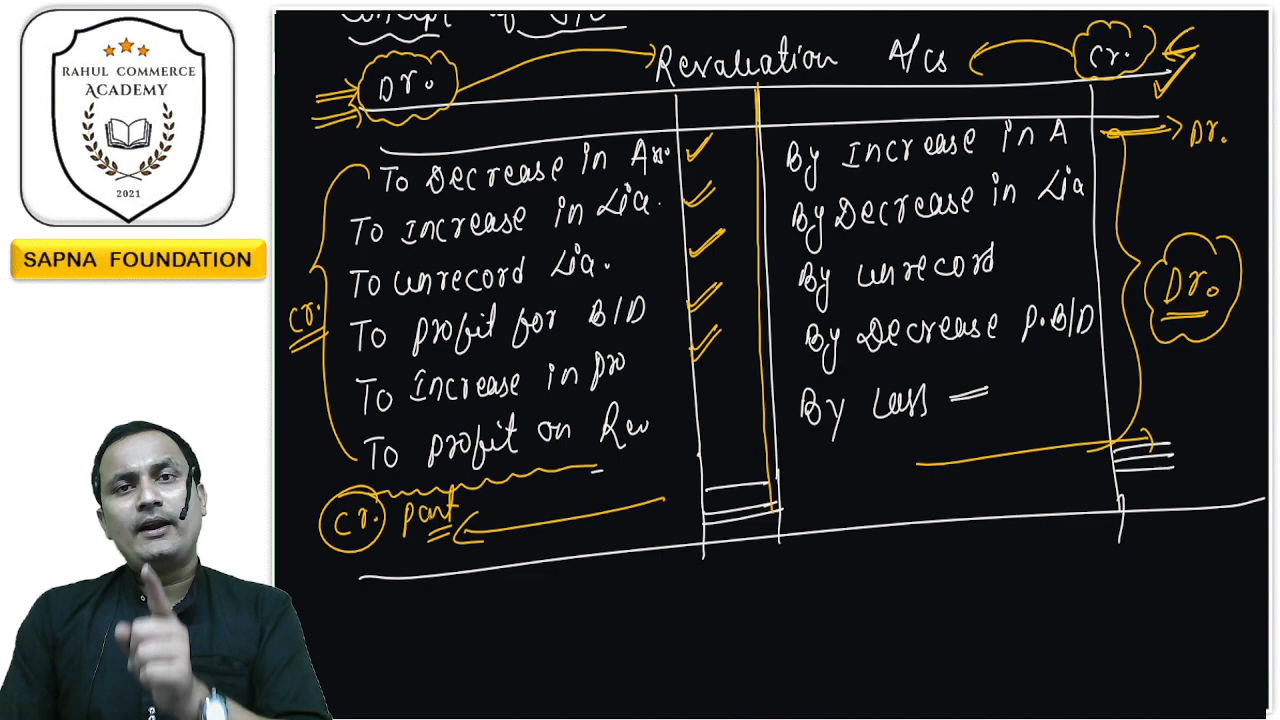 RAHUL COMMERCE
ACADEMY
2021
SAPNA FOUNDATION
Concept of
Dr. Revaluation A/cs Cr.
To Decrease in
To Increase in Lia.
To unrecord Lia.
To profit for B/D
To Increase in pro
To profit on Rev
Cr.
Cr. part
By Increase in A
By Decrease in Lia
By unrecord
By Decrease P.B/D
By Loss
Dr.
Dr.